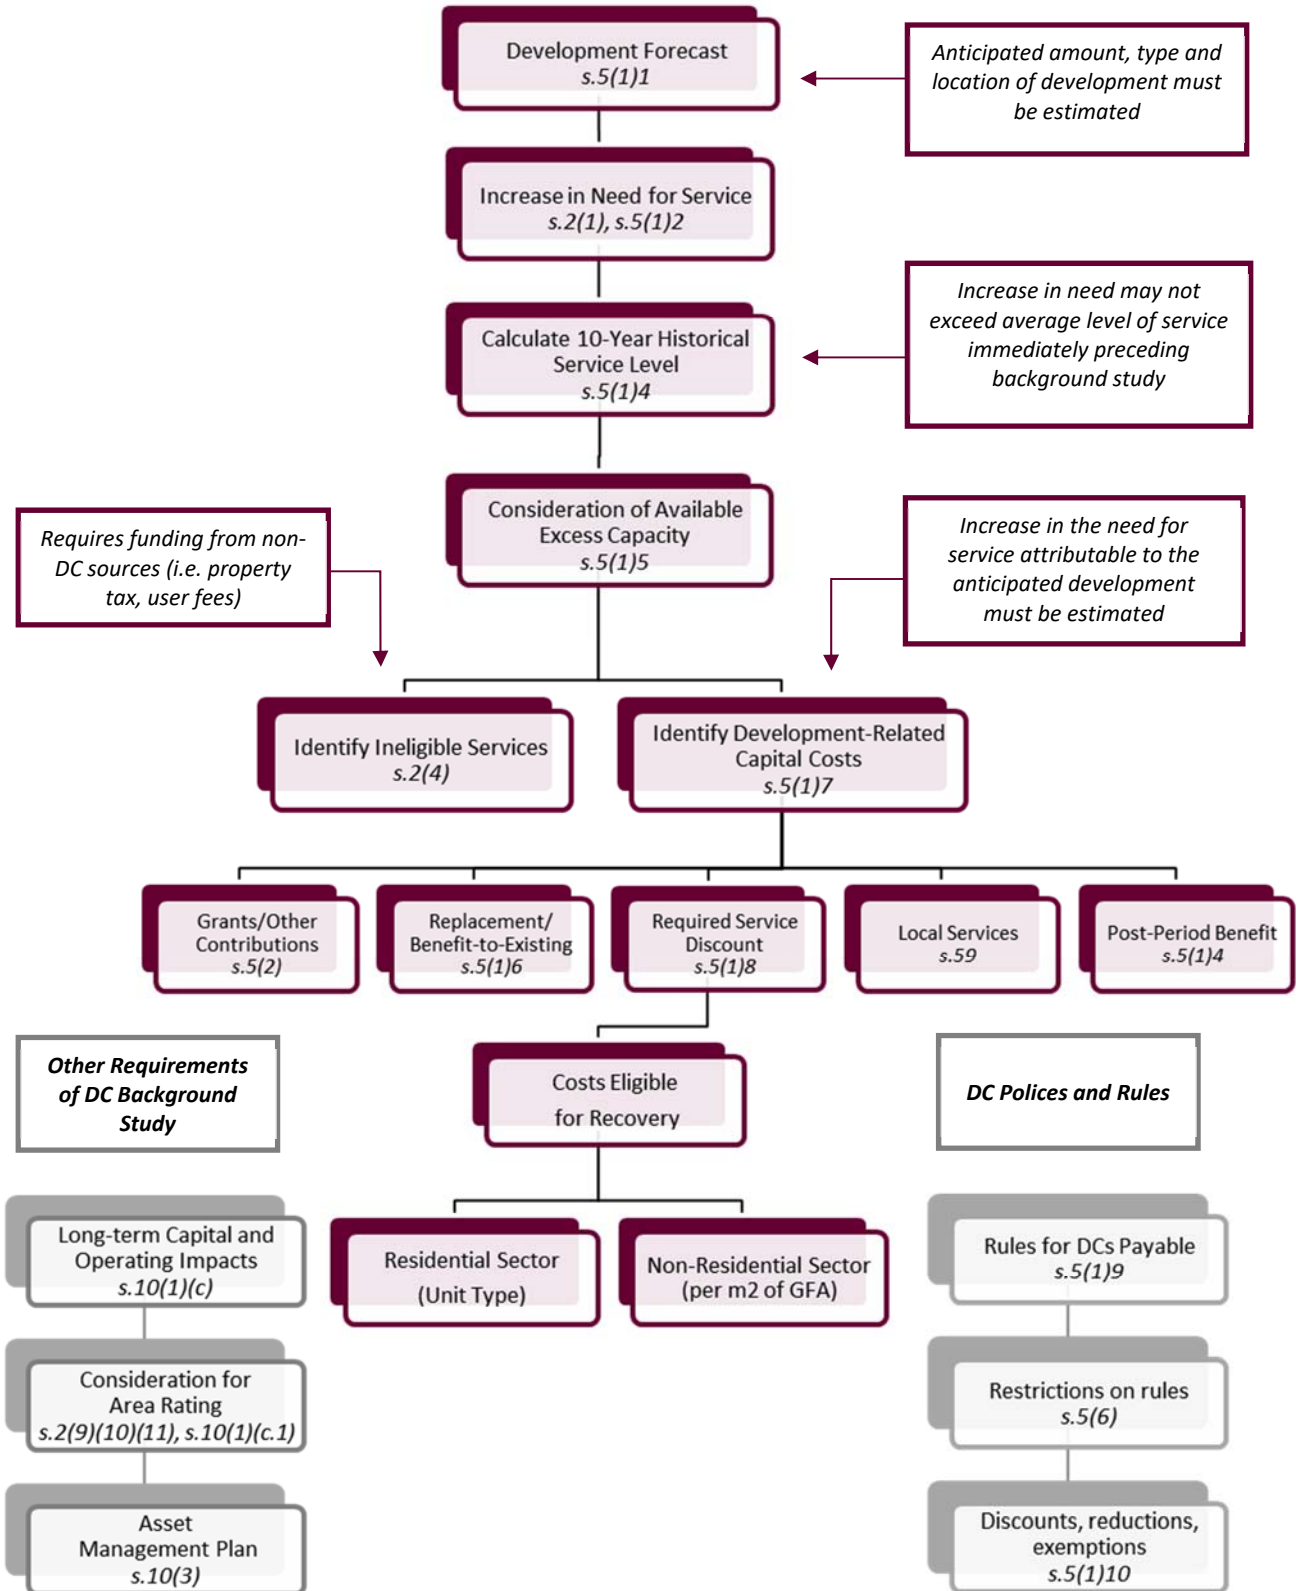 Development Forecast
s.5(1)1
Anticipated amount, type and
location of development must
be estimated
Increase in Need for Service
s.2(1), s.5(1)2
Calculate 10-Year Historical
Service Level
s.5(1)4
Increase in need may not
exceed average level of service
immediately preceding
background study
Consideration of Available
Excess Capacity
s.5(1)5
Requires funding from non-
DC sources (i.e. property
tax, user fees)
Increase in the need for
service attributable to the
anticipated development
must be estimated
Identify Ineligible Services
s.2(4)
Identify Development-Related
Capital Costs
s.5(1)7
Grants/Other
Contributions
s.5(2)
Replacement/
Benefit-to-Existing
s.5(1)6
Required Service
Discount
s.5(1)8
Local Services
s.59
Post-Period Benefit
s.5(1)4
Other Requirements
of DC Background
Study
Costs Eligible
for Recovery
DC Polices and Rules
Long-term Capital and
Operating Impacts
s.10(1)(c)
Residential Sector
(Unit Type)
Non-Residential Sector
(per m2 of GFA)
Rules for DCs Payable
s.5(1)9
Consideration for
Area Rating
s.2(9)(10)(11), s.10(1)(c.1)
Restrictions on rules
s.5(6)
Asset
Management Plan
s.10(3)
Discounts, reductions,
exemptions
s.5(1)10